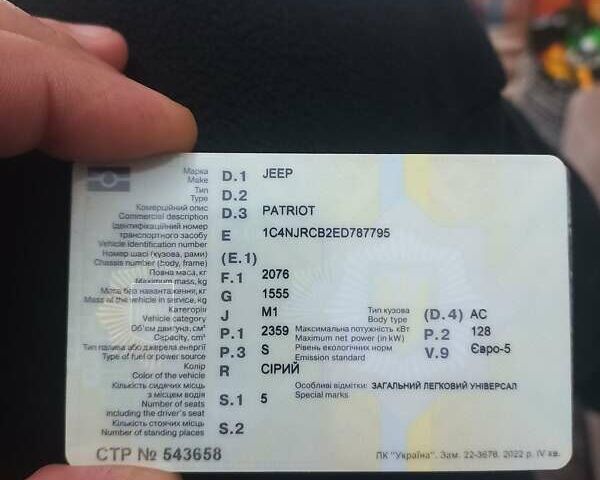 Марка D.1 JEEP
Make
Тип D.2
Type
Комерційний опис D.3 PATRIOT
Commercial description
Ідентифікаційний номер E 1C4NJRCB2ED787795
транспортного засобу
Vehicle identification number
Номер шасі (кузова, рами) (E.1)
Chassis number (body, frame)
Повна маса, кг F.1 2076
Maximum mass, kg
Маса без навантаження, кг G 1555
Mass of the vehicle in service, kg
Категорія J M1 Тип кузова (D.4) AC
Vehicle category Body type
Об'єм двигуна, см³ P.1 2359 Максимальна потужність кВт P.2 128
Capacity, cm³ Maximum net power (in kW)
Тип палива або джерела енергії P.3 S Рівень екологічних норм V.9 Євро-5
Type of fuel or power source Emission standard
Колір R СІРИЙ
Color of the vehicle
Кількість сидячих місць Особливі відмітки: ЗАГАЛЬНИЙ ЛЕГКОВИЙ УНІВЕРСАЛ
з місцем водія S.1 5 Special marks
Number of seats
including the driver's seat
Кількість стоячих місць S.2
Number of standing places
СТР № 543658 ПК "Україна". Зам. 22-3678. 2022 р. IV кв.